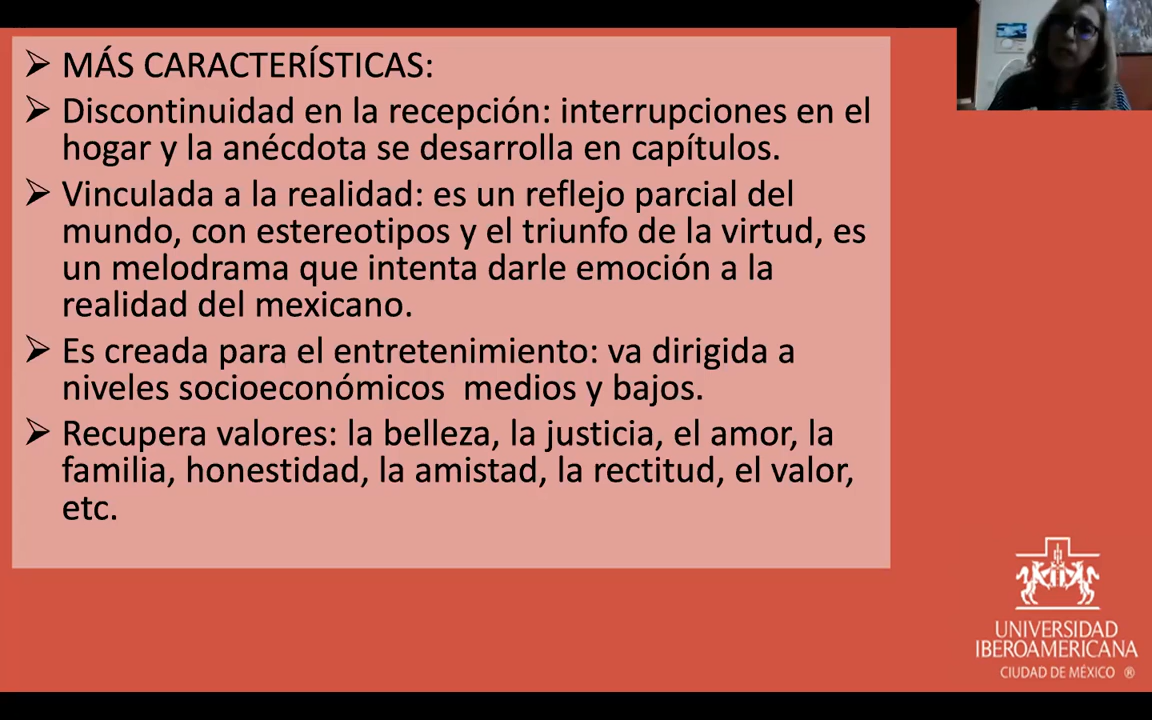 MÁS CARACTERÍSTICAS:
Discontinuidad en la recepción: interrupciones en el
hogar y la anécdota se desarrolla en capítulos.
Vinculada a la realidad: es un reflejo parcial del
mundo, con estereotipos y el triunfo de la virtud, es
un melodrama que intenta darle emoción a la
realidad del mexicano.
Es creada para el entretenimiento: va dirigida a
niveles socioeconómicos  medios y bajos.
Recupera valores: la belleza, la justicia, el amor, la
familia, honestidad, la amistad, la rectitud, el valor,
etc.
UNIVERSIDAD
IBEROAMERICANA
CIUDAD DE MÉXICO ®